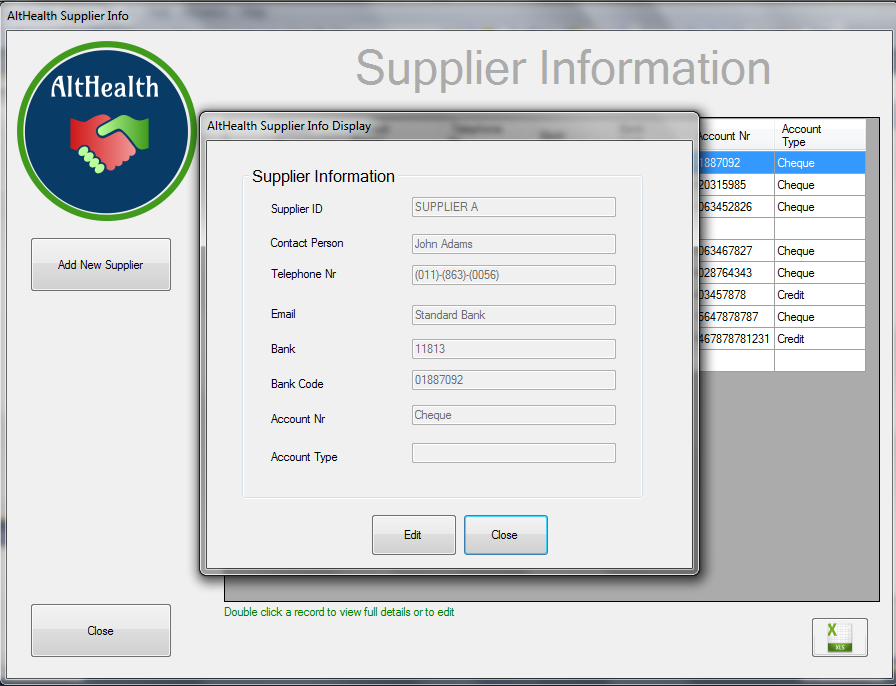 AltHealth Supplier Info
AltHealth
Supplier Information
Add New Supplier
AltHealth Supplier Info Display
Supplier Information
Supplier ID SUPPLIER A
Contact Person John Adams
Telephone Nr (011)-(863)-(0056)
Email Standard Bank
Bank 11813
Bank Code 01887092
Account Nr Cheque
Account Type
Edit Close
Account Nr Account
Type
1887092 Cheque
20315985 Cheque
063452826 Cheque
063467827 Cheque
028764343 Cheque
03457878 Credit
5647878787 Cheque
467878781231 Credit
Double click a record to view full details or to edit
Close
XLS